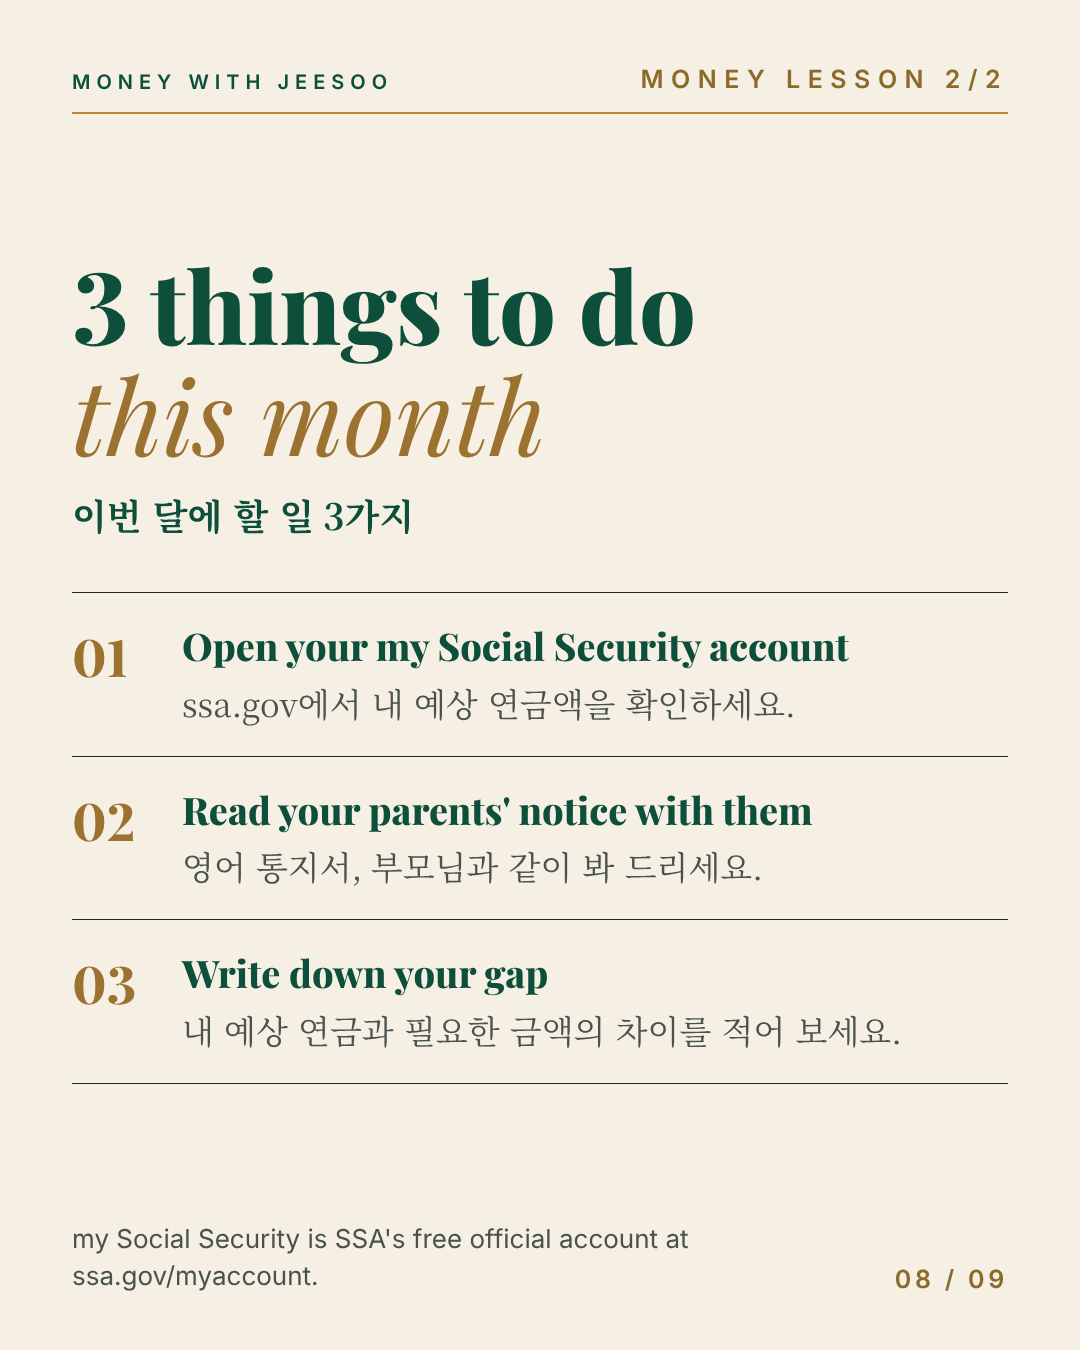 MONEY WITH JEESOO
MONEY LESSON 2/2
3 things to do
this month
이번 달에 할 일 3가지
01
Open your my Social Security account
ssa.gov에서 내 예상 연금액을 확인하세요.
02
Read your parents' notice with them
영어 통지서, 부모님과 같이 봐 드리세요.
03
Write down your gap
내 예상 연금과 필요한 금액의 차이를 적어 보세요.
my Social Security is SSA's free official account at
ssa.gov/myaccount.
08 / 09